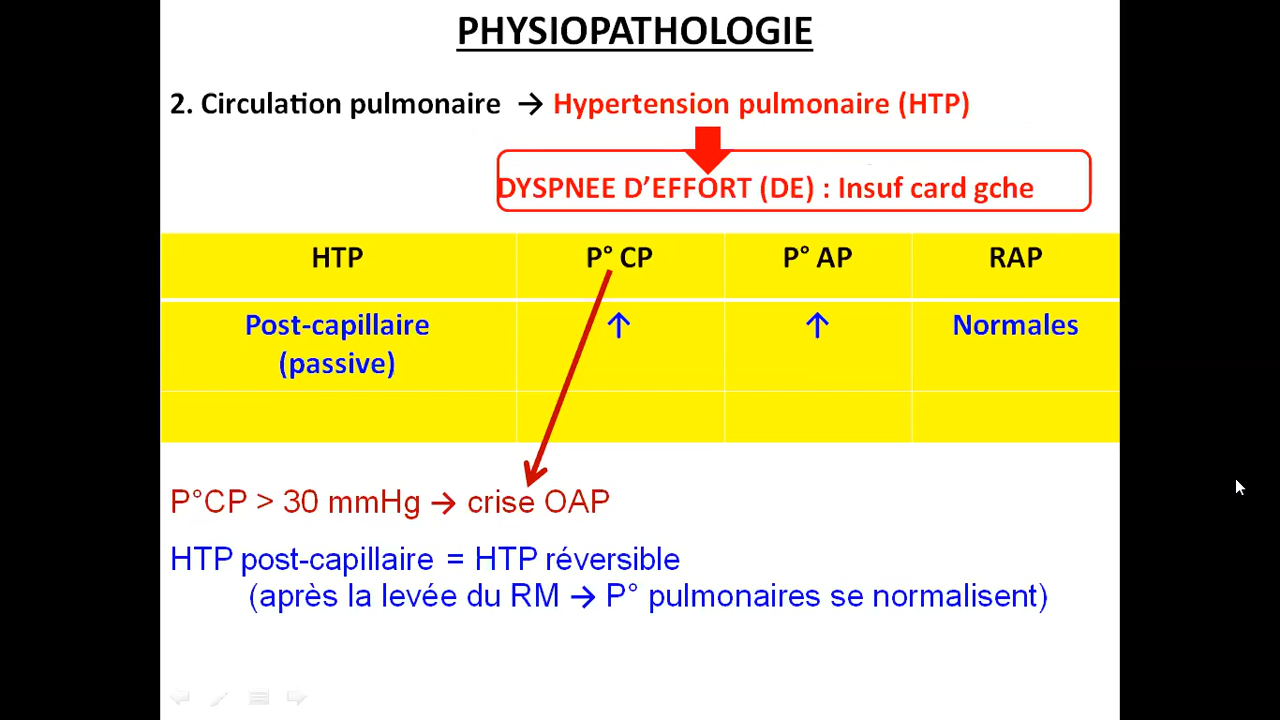 PHYSIOPATHOLOGIE
2. Circulation pulmonaire → Hypertension pulmonaire (HTP)
DYSPNEE D’EFFORT (DE) : Insuf card gche
HTP P° CP P° AP RAP
Post-capillaire ↑ ↑ Normales
(passive)
P°CP > 30 mmHg → crise OAP
HTP post-capillaire = HTP réversible
(après la levée du RM → P° pulmonaires se normalisent)